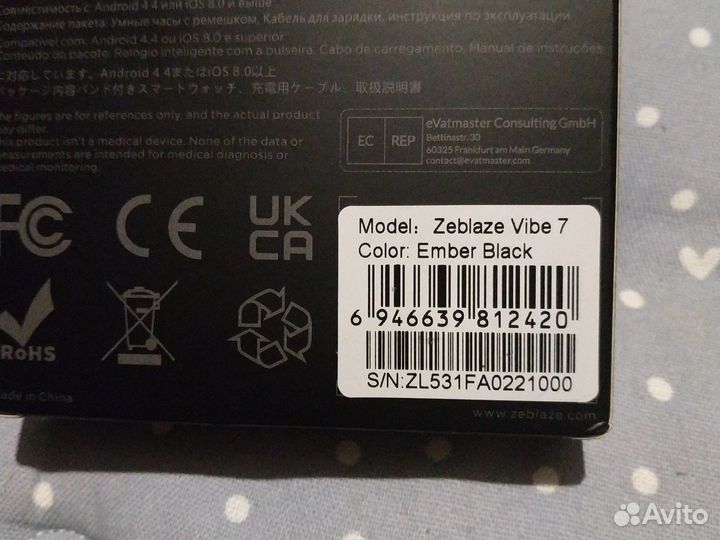 Совместимость с: Android 4.4 или iOS 8.0 и выше
Содержание пакета: Умные часы с ремешком, Кабель для зарядки, инструкция по эксплуатации
Compatível com: Android 4.4 ou iOS 8.0 e superior
Conteúdo do pacote: Relógio inteligente com a pulseira, Cabo de carregamento, Manual de instruções
に対応しています。Android 4.4またはiOS 8.0以上
パッケージ内容バンド付きスマートウォッチ、充電用ケーブル、取扱説明書
The figures are for references only, and the actual product
may differ.
This product isn't a medical device. None of the data or
measurements are intended for medical diagnosis or
medical monitoring.
EC REP
eVatmaster Consulting GmbH
Bettinastr. 30
60325 Frankfurt am Main Germany
contact@evatmaster.com
FCC CE UK
CA
RoHS
Made in China
Model: Zeblaze Vibe 7
Color: Ember Black
6 946639 812420
S/N:ZL531FA0221000
www.zeblaze.com
Avito